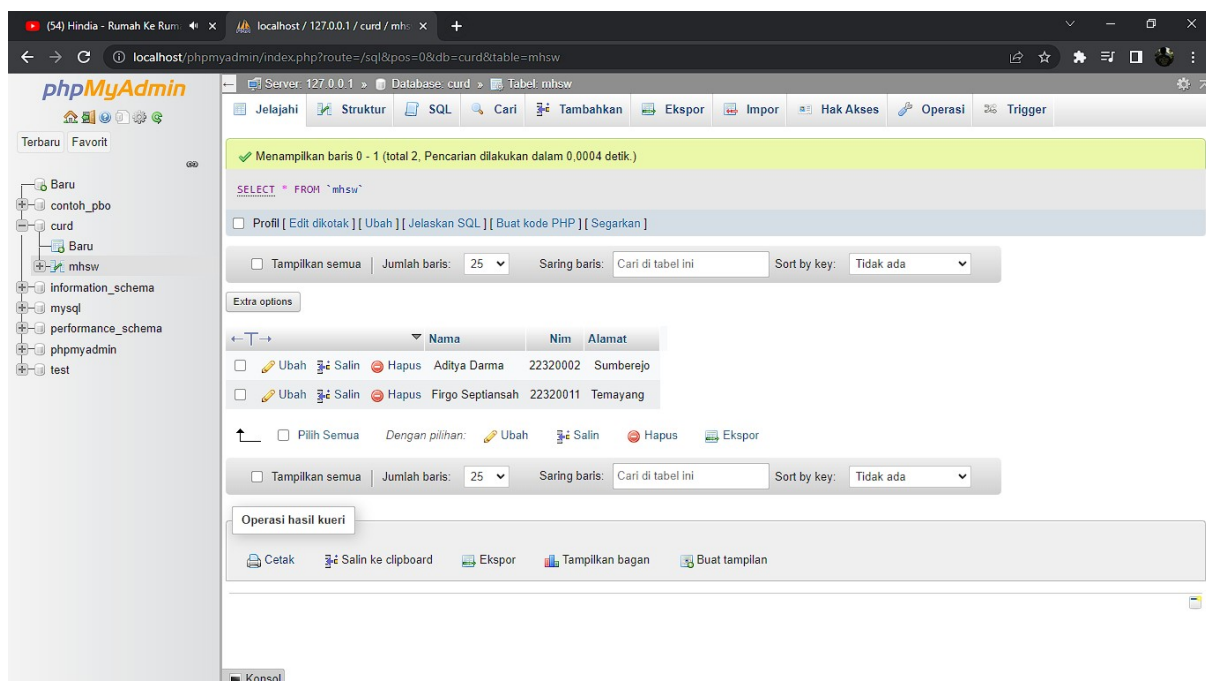 (54) Hindia - Rumah Ke Rum
localhost / 127.0.0.1 / curd / mhs
localhost/phpmyadmin/index.php?route=/sql&pos=0&db=curd&table=mhsw
phpMyAdmin
Terbaru Favorit
Baru
contoh_pbo
curd
Baru
mhsw
information_schema
mysql
performance_schema
phpmyadmin
test
Server: 127.0.0.1 » Database: curd » Tabel: mhsw
Jelajahi Struktur SQL Cari Tambahkan Ekspor Impor Hak Akses Operasi Trigger
Menampilkan baris 0 - 1 (total 2, Pencarian dilakukan dalam 0,0004 detik.)
SELECT * FROM `mhsw`
Profil [ Edit dikotak ] [ Ubah ] [ Jelaskan SQL ] [ Buat kode PHP ] [ Segarkan ]
Tampilkan semua | Jumlah baris: 25 Saring baris: Cari di tabel ini Sort by key: Tidak ada
Extra options
←T→ Nama Nim Alamat
Ubah Salin Hapus Aditya Darma 22320002 Sumberejo
Ubah Salin Hapus Firgo Septiansah 22320011 Temayang
Pilih Semua Dengan pilihan: Ubah Salin Hapus Ekspor
Tampilkan semua | Jumlah baris: 25 Saring baris: Cari di tabel ini Sort by key: Tidak ada
Operasi hasil kueri
Cetak Salin ke clipboard Ekspor Tampilkan bagan Buat tampilan
Konsol